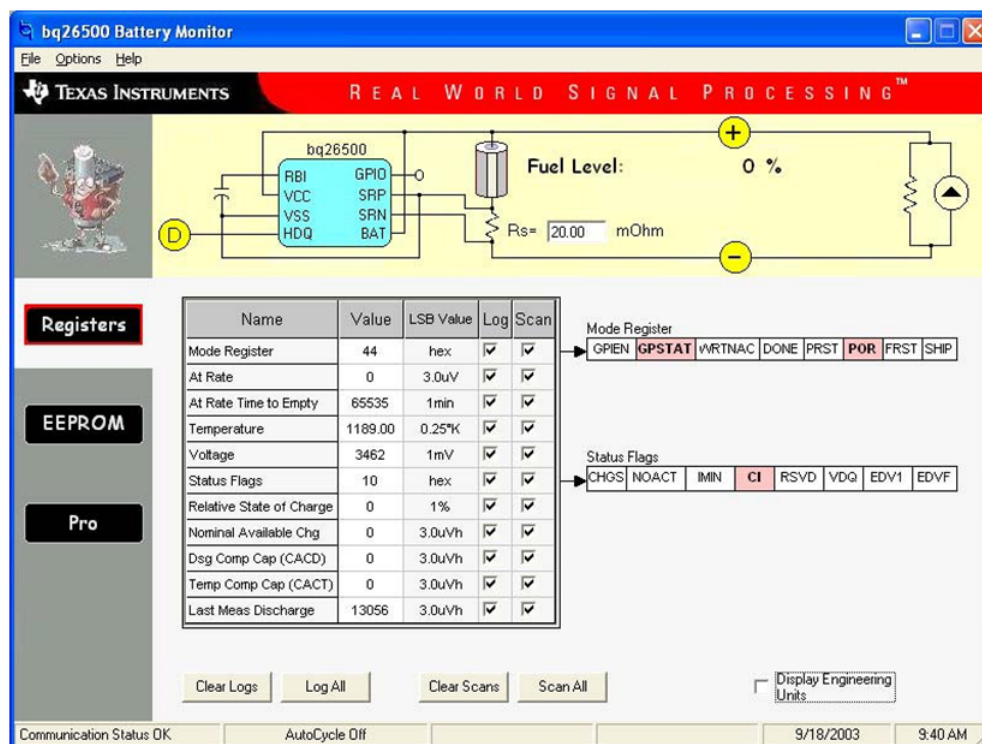 bq26500 Battery Monitor
File Options Help
TEXAS INSTRUMENTS REAL WORLD SIGNAL PROCESSING™
bq26500
RBI GPIO
VCC SRP
VSS SRN
HDQ BAT
D
+
Fuel Level: 0 %
Rs= 20.00 mOhm
−
Registers
EEPROM
Pro
Name Value LSB Value Log Scan
Mode Register 44 hex
At Rate 0 3.0uV
At Rate Time to Empty 65535 1min
Temperature 1189.00 0.25°K
Voltage 3462 1mV
Status Flags 10 hex
Relative State of Charge 0 1%
Nominal Available Chg 0 3.0uVh
Dsg Comp Cap (CACD) 0 3.0uVh
Temp Comp Cap (CACT) 0 3.0uVh
Last Meas Discharge 13056 3.0uVh
Mode Register
GPIEN GPSTAT WRTNAC DONE PRST POR FRST SHIP
Status Flags
CHGS NOACT IMIN CI RSVD VDQ EDV1 EDVF
Clear Logs Log All Clear Scans Scan All
Display Engineering
Units
Communication Status OK AutoCycle Off 9/18/2003 9:40 AM